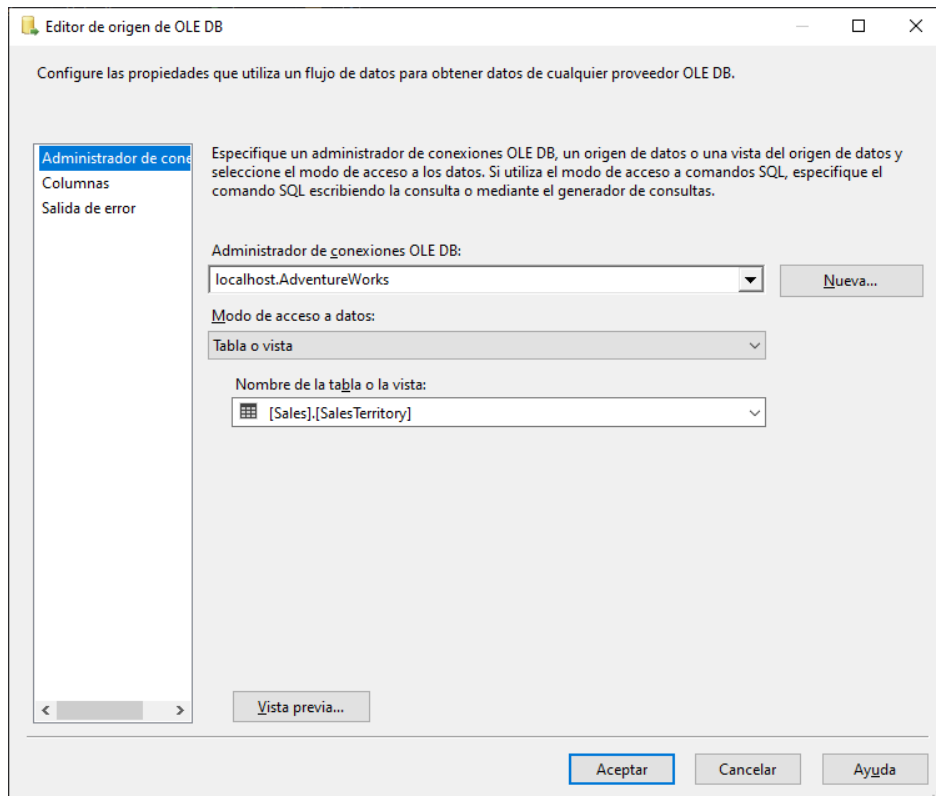 Editor de origen de OLE DB
Configure las propiedades que utiliza un flujo de datos para obtener datos de cualquier proveedor OLE DB.
Administrador de cone
Columnas
Salida de error
Especifique un administrador de conexiones OLE DB, un origen de datos o una vista del origen de datos y
seleccione el modo de acceso a los datos. Si utiliza el modo de acceso a comandos SQL, especifique el
comando SQL escribiendo la consulta o mediante el generador de consultas.
Administrador de conexiones OLE DB:
localhost.AdventureWorks
Nueva...
Modo de acceso a datos:
Tabla o vista
Nombre de la tabla o la vista:
[Sales].[SalesTerritory]
Vista previa...
Aceptar
Cancelar
Ayuda